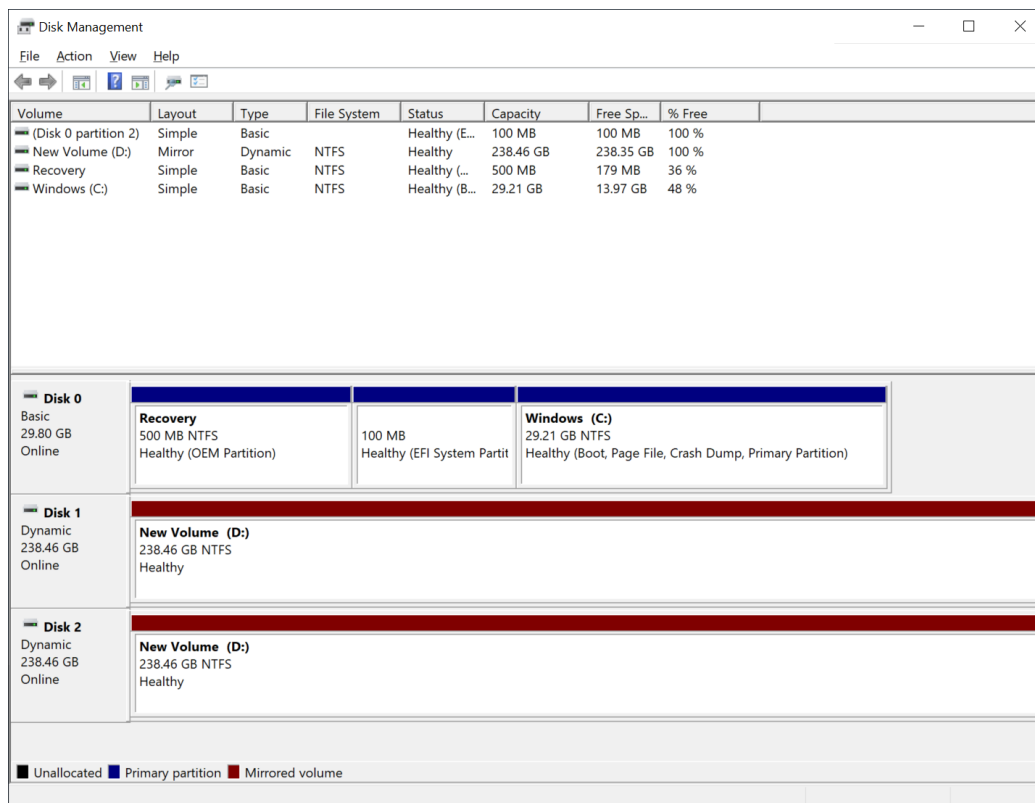 Disk Management
File Action View Help
Volume Layout Type File System Status Capacity Free Sp... % Free
(Disk 0 partition 2) Simple Basic Healthy (E... 100 MB 100 MB 100 %
New Volume (D:) Mirror Dynamic NTFS Healthy 238.46 GB 238.35 GB 100 %
Recovery Simple Basic NTFS Healthy (... 500 MB 179 MB 36 %
Windows (C:) Simple Basic NTFS Healthy (B... 29.21 GB 13.97 GB 48 %
Disk 0
Basic
29.80 GB
Online
Recovery
500 MB NTFS
Healthy (OEM Partition)
100 MB
Healthy (EFI System Partit
Windows (C:)
29.21 GB NTFS
Healthy (Boot, Page File, Crash Dump, Primary Partition)
Disk 1
Dynamic
238.46 GB
Online
New Volume (D:)
238.46 GB NTFS
Healthy
Disk 2
Dynamic
238.46 GB
Online
New Volume (D:)
238.46 GB NTFS
Healthy
Unallocated Primary partition Mirrored volume